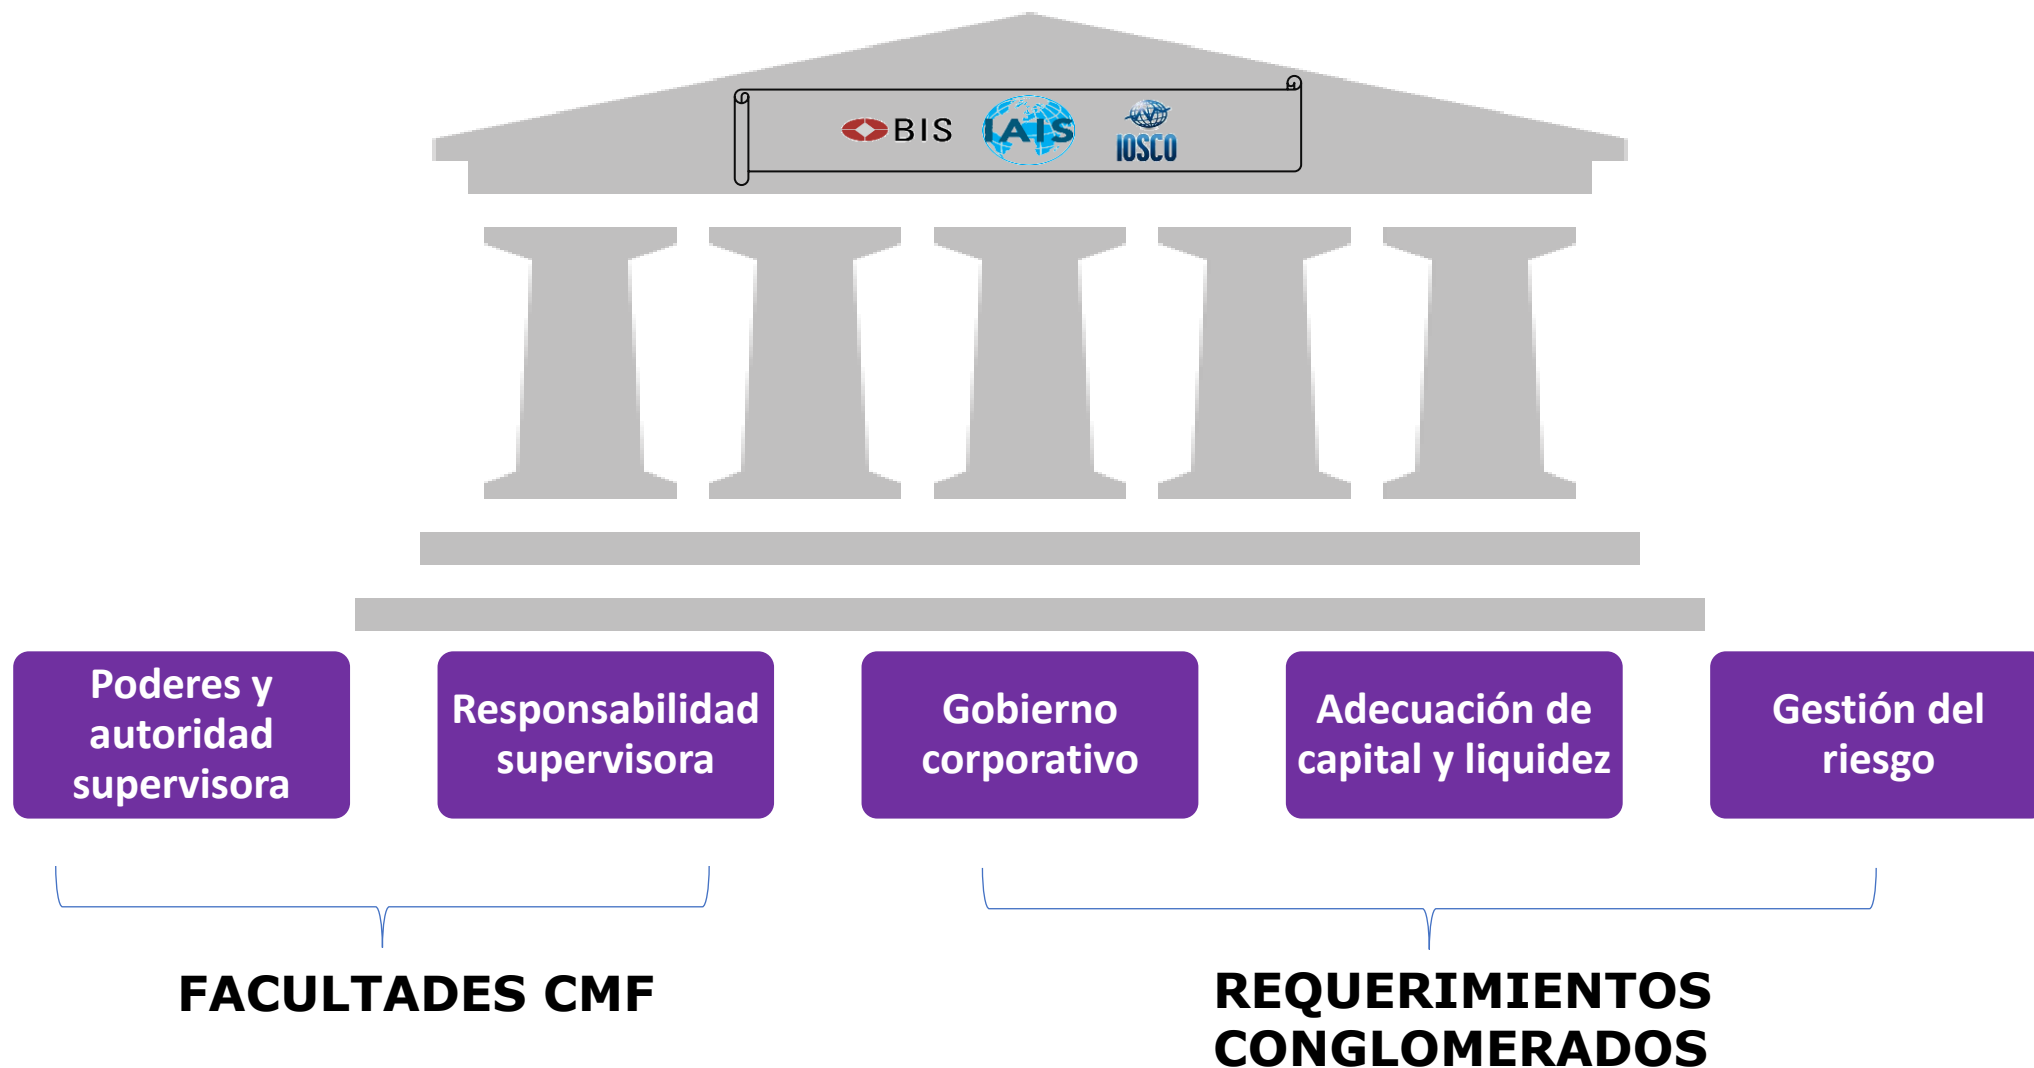 BIS IAIS IOSCO
Poderes y
autoridad
supervisora
Responsabilidad
supervisora
Gobierno
corporativo
Adecuación de
capital y liquidez
Gestión del
riesgo
FACULTADES CMF
REQUERIMIENTOS
CONGLOMERADOS